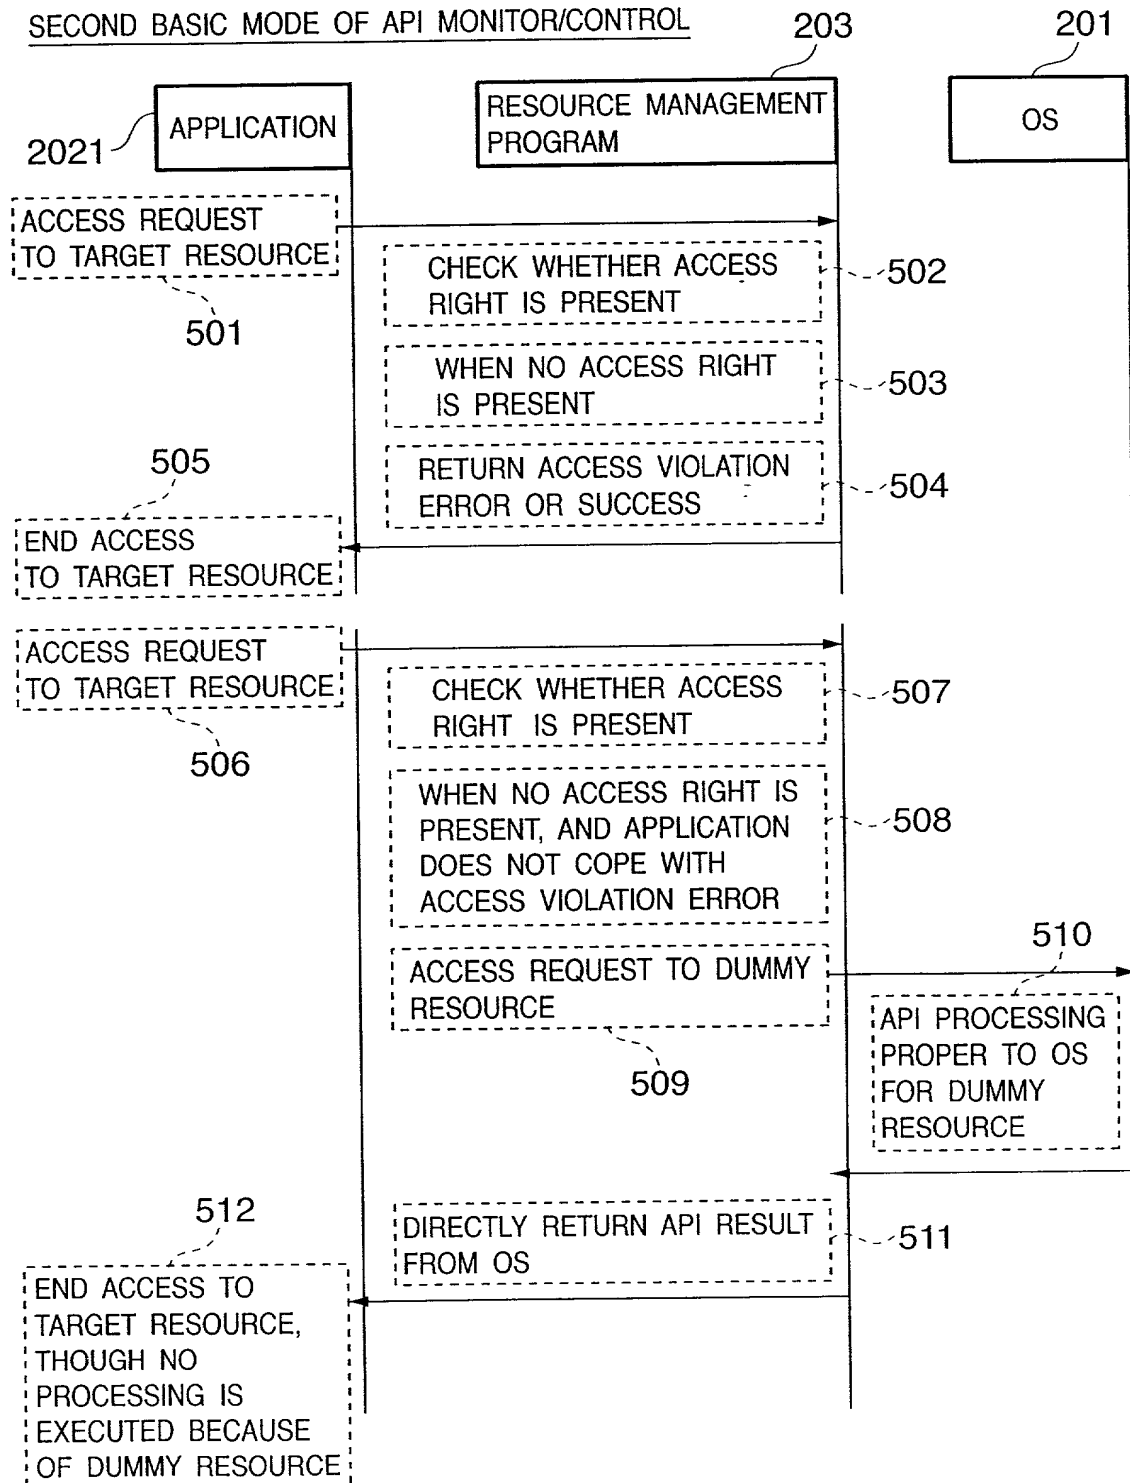 SECOND BASIC MODE OF API MONITOR/CONTROL
203
201
APPLICATION
RESOURCE MANAGEMENT
PROGRAM
OS
2021
ACCESS REQUEST
TO TARGET RESOURCE
501
CHECK WHETHER ACCESS
RIGHT IS PRESENT
502
WHEN NO ACCESS RIGHT
IS PRESENT
503
RETURN ACCESS VIOLATION
ERROR OR SUCCESS
504
505
END ACCESS
TO TARGET RESOURCE
ACCESS REQUEST
TO TARGET RESOURCE
506
CHECK WHETHER ACCESS
RIGHT IS PRESENT
507
WHEN NO ACCESS RIGHT IS
PRESENT, AND APPLICATION
DOES NOT COPE WITH
ACCESS VIOLATION ERROR
508
ACCESS REQUEST TO DUMMY
RESOURCE
509
510
API PROCESSING
PROPER TO OS
FOR DUMMY
RESOURCE
DIRECTLY RETURN API RESULT
FROM OS
511
512
END ACCESS TO
TARGET RESOURCE,
THOUGH NO
PROCESSING IS
EXECUTED BECAUSE
OF DUMMY RESOURCE